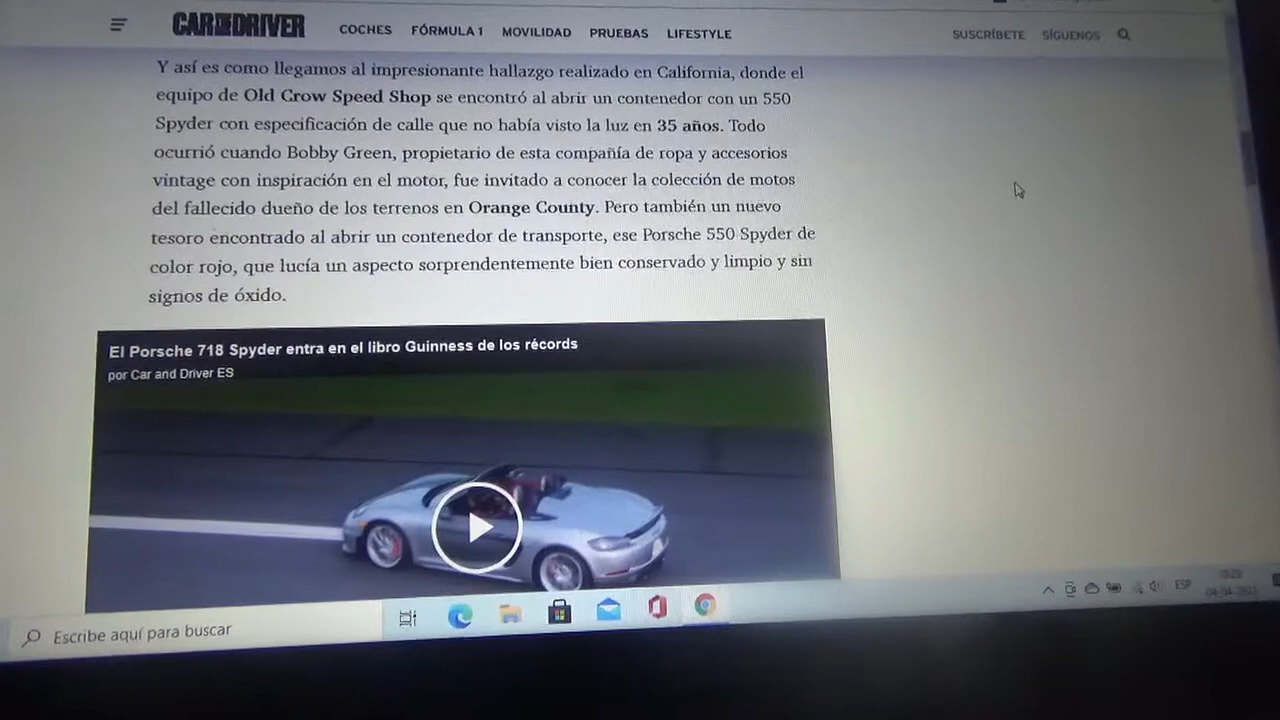 CAR AND DRIVER
COCHES FÓRMULA 1 MOVILIDAD PRUEBAS LIFESTYLE
SUSCRÍBETE SÍGUENOS
Y así es como llegamos al impresionante hallazgo realizado en California, donde el
equipo de Old Crow Speed Shop se encontró al abrir un contenedor con un 550
Spyder con especificación de calle que no había visto la luz en 35 años. Todo
ocurrió cuando Bobby Green, propietario de esta compañía de ropa y accesorios
vintage con inspiración en el motor, fue invitado a conocer la colección de motos
del fallecido dueño de los terrenos en Orange County. Pero también un nuevo
tesoro encontrado al abrir un contenedor de transporte, ese Porsche 550 Spyder de
color rojo, que lucía un aspecto sorprendentemente bien conservado y limpio y sin
signos de óxido.
El Porsche 718 Spyder entra en el libro Guinness de los récords
por Car and Driver ES
Escribe aquí para buscar
ESP